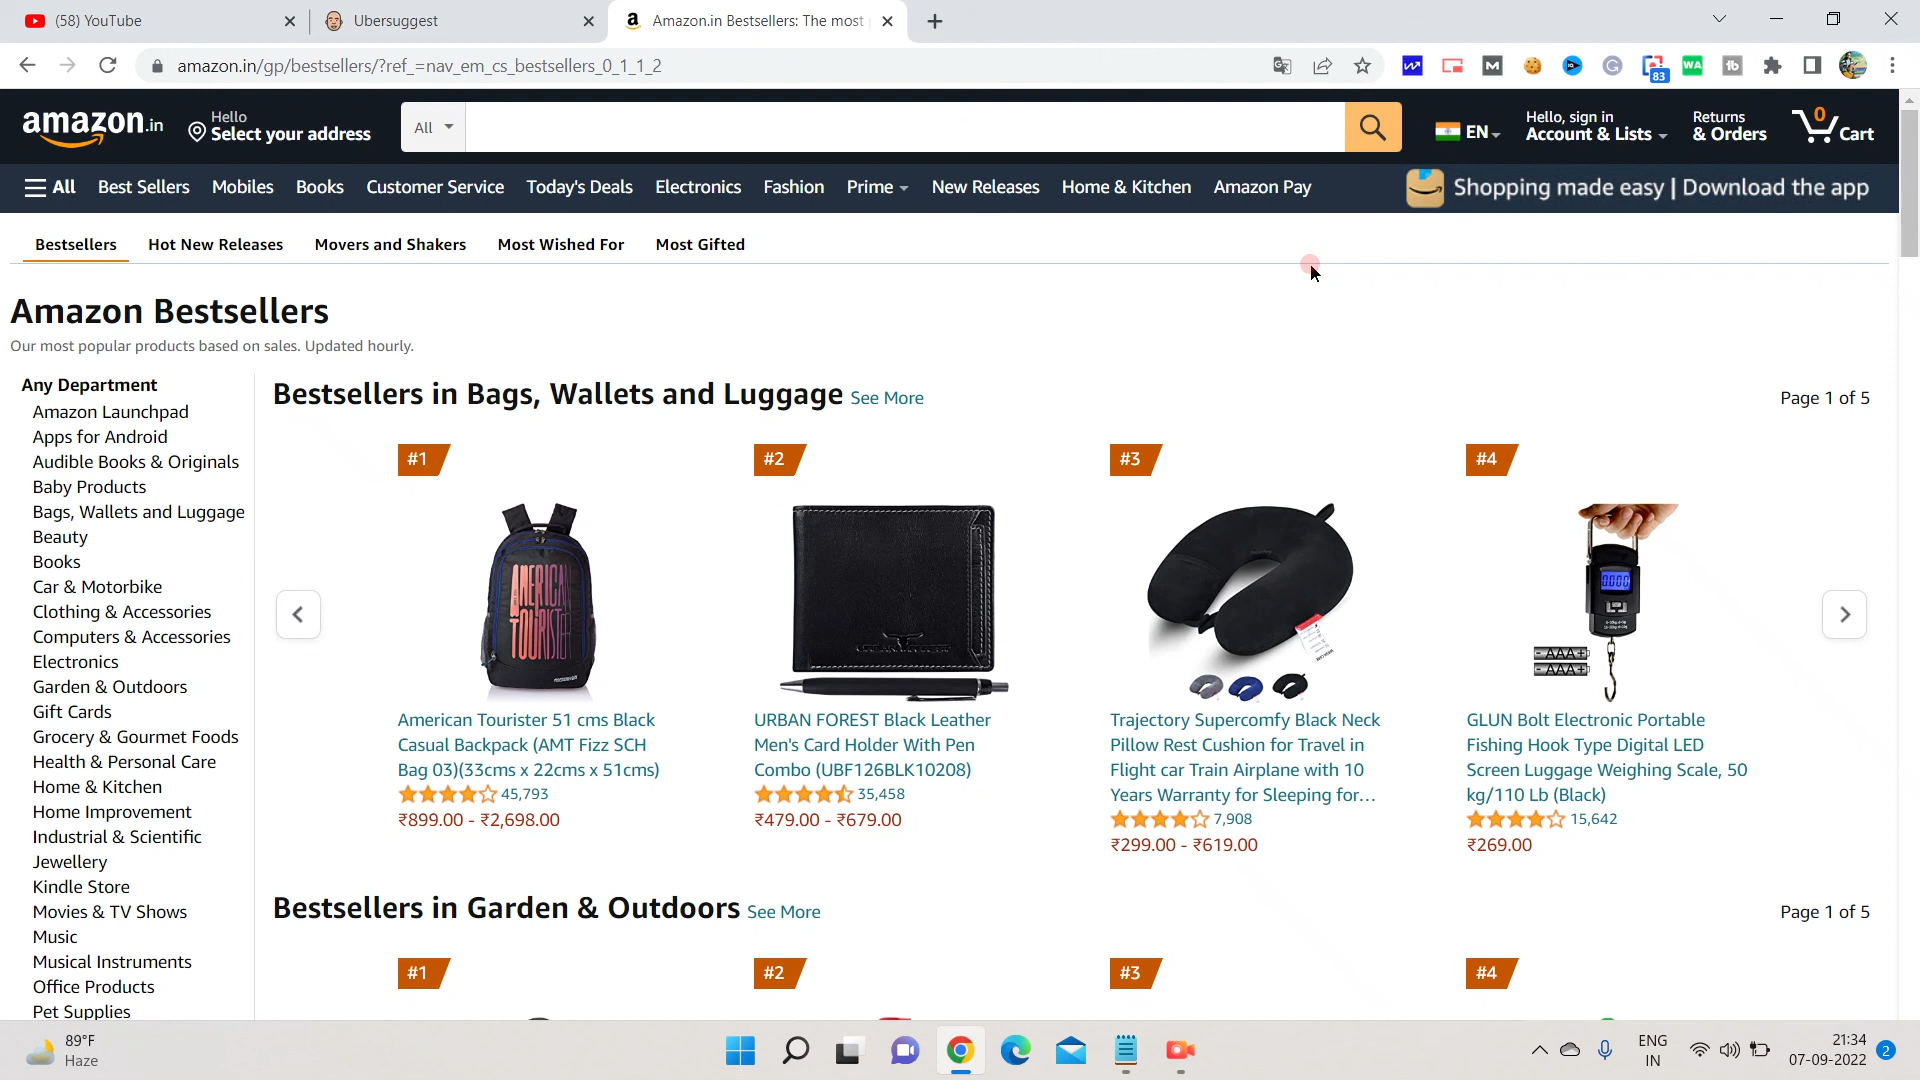 (58) YouTube
Ubersuggest
Amazon.in Bestsellers: The most
amazon.in/gp/bestsellers/?ref_=nav_em_cs_bestsellers_0_1_1_2
83
amazon.in
Hello
Select your address
All
EN
Hello, sign in
Account & Lists
Returns
& Orders
0
Cart
All
Best Sellers
Mobiles
Books
Customer Service
Today's Deals
Electronics
Fashion
Prime
New Releases
Home & Kitchen
Amazon Pay
Shopping made easy | Download the app
Bestsellers
Hot New Releases
Movers and Shakers
Most Wished For
Most Gifted
Amazon Bestsellers
Our most popular products based on sales. Updated hourly.
Any Department
Amazon Launchpad
Apps for Android
Audible Books & Originals
Baby Products
Bags, Wallets and Luggage
Beauty
Books
Car & Motorbike
Clothing & Accessories
Computers & Accessories
Electronics
Garden & Outdoors
Gift Cards
Grocery & Gourmet Foods
Health & Personal Care
Home & Kitchen
Home Improvement
Industrial & Scientific
Jewellery
Kindle Store
Movies & TV Shows
Music
Musical Instruments
Office Products
Pet Supplies
Bestsellers in Bags, Wallets and Luggage See More
Page 1 of 5
#1
AMERICAN
TOURISTER
American Tourister 51 cms Black
Casual Backpack (AMT Fizz SCH
Bag 03)(33cms x 22cms x 51cms)
45,793
₹899.00 - ₹2,698.00
#2
URBAN FOREST Black Leather
Men's Card Holder With Pen
Combo (UBF126BLK10208)
35,458
₹479.00 - ₹679.00
#3
Trajectory Supercomfy Black Neck
Pillow Rest Cushion for Travel in
Flight car Train Airplane with 10
Years Warranty for Sleeping for...
7,908
₹299.00 - ₹619.00
#4
0.000
AAA
AAA
GLUN Bolt Electronic Portable
Fishing Hook Type Digital LED
Screen Luggage Weighing Scale, 50
kg/110 Lb (Black)
15,642
₹269.00
Bestsellers in Garden & Outdoors See More
Page 1 of 5
#1
#2
#3
#4
89°F
Haze
ENG
IN
21:34
07-09-2022
2